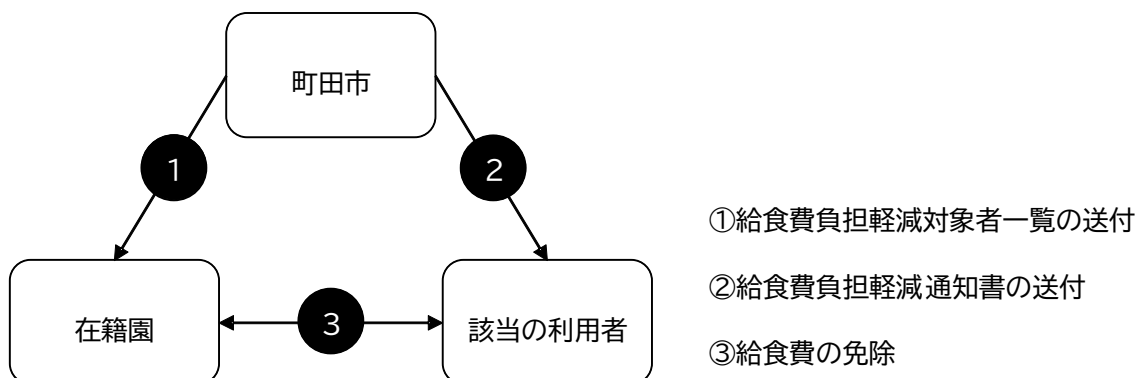 町田市
1
2
在籍園
3
該当の利用者
①給食費負担軽減対象者一覧の送付
②給食費負担軽減通知書の送付
③給食費の免除